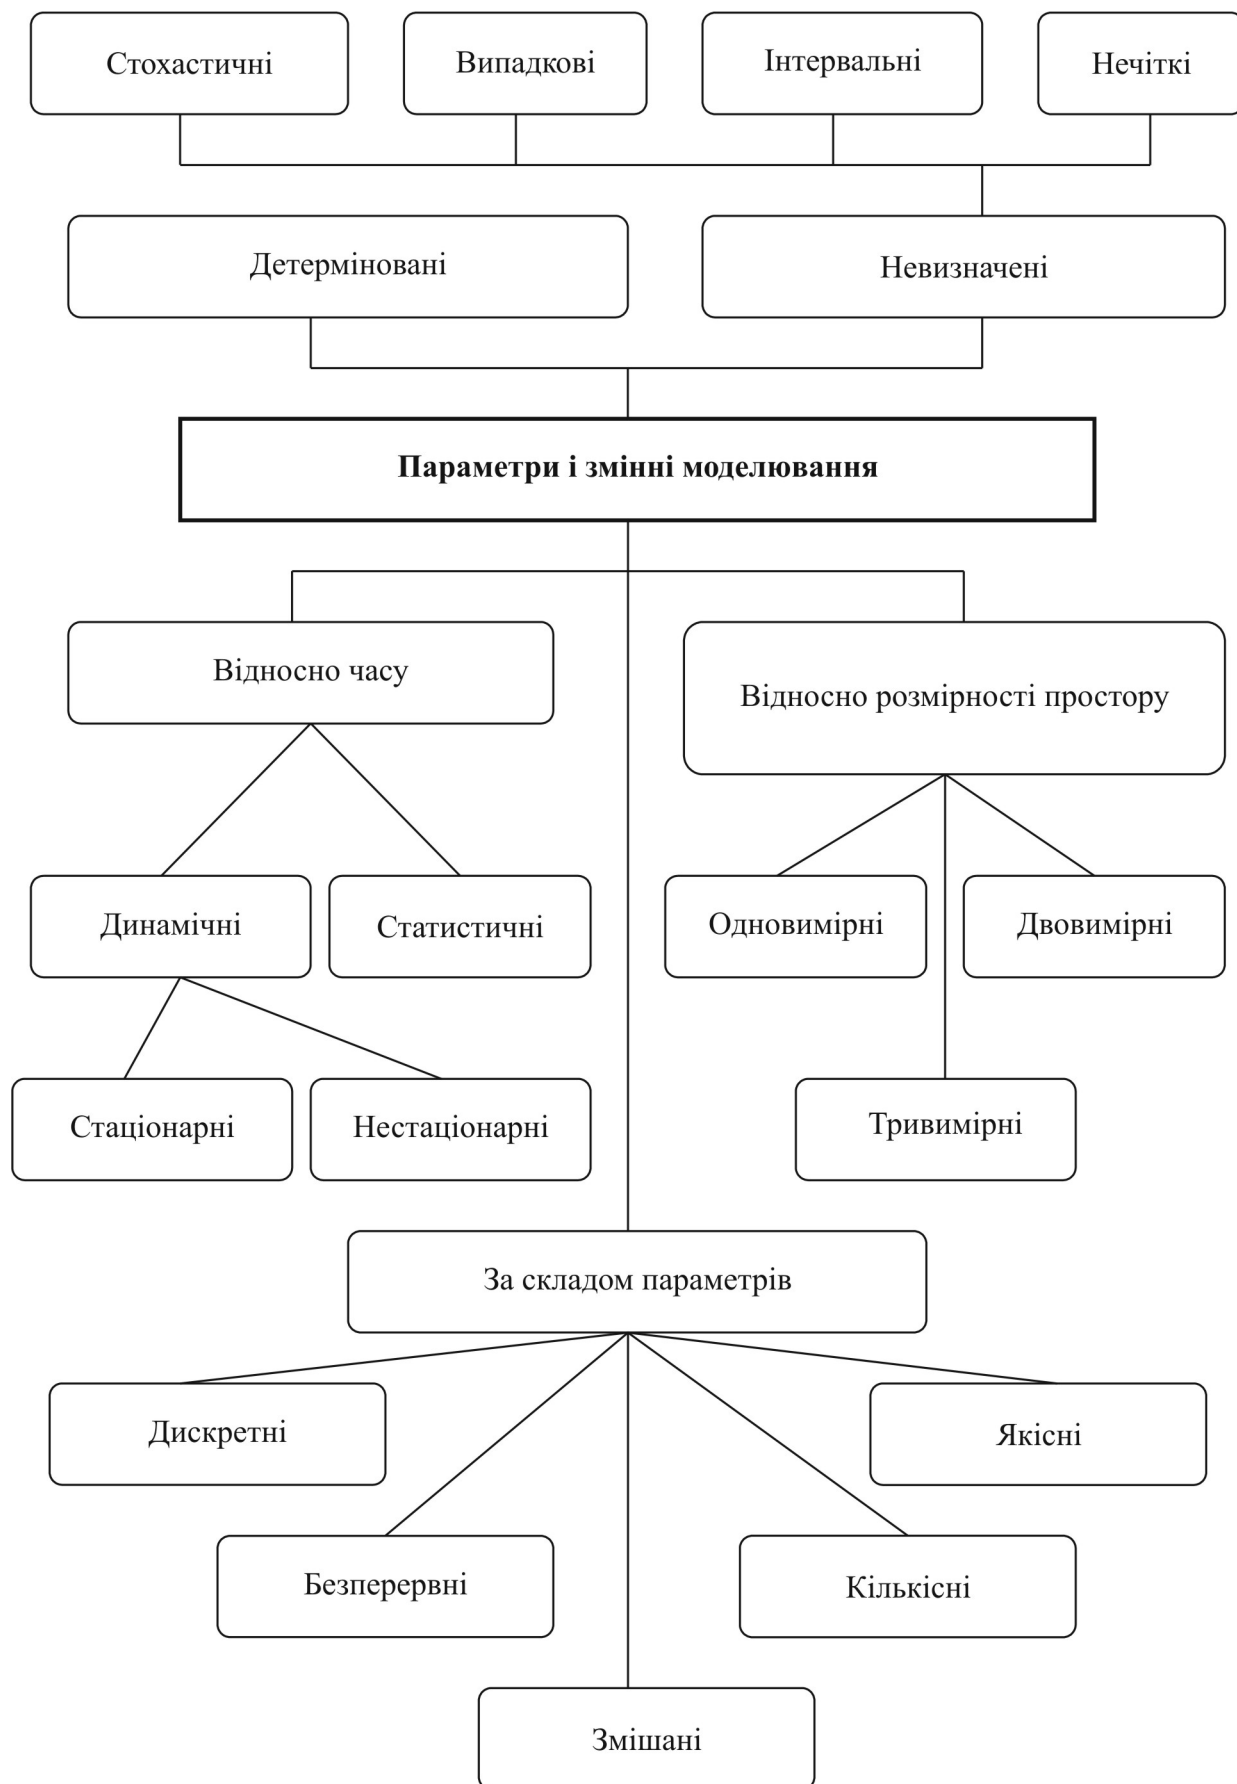 Стохастичні
Випадкові
Інтервальні
Нечіткі
Детерміновані
Невизначені
Параметри і змінні моделювання
Відносно часу
Відносно розмірності простору
Динамічні
Статистичні
Одновимірні
Двовимірні
Стаціонарні
Нестаціонарні
Тривимірні
За складом параметрів
Дискретні
Якісні
Безперервні
Кількісні
Змішані